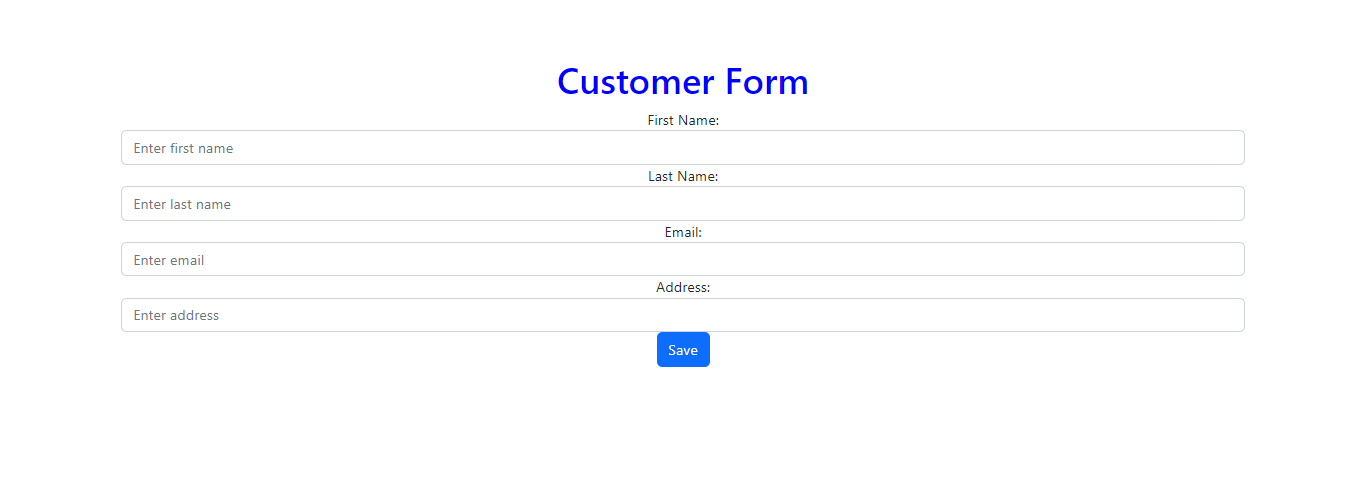 Customer Form
First Name:
Enter first name
Last Name:
Enter last name
Email:
Enter email
Address:
Enter address
Save